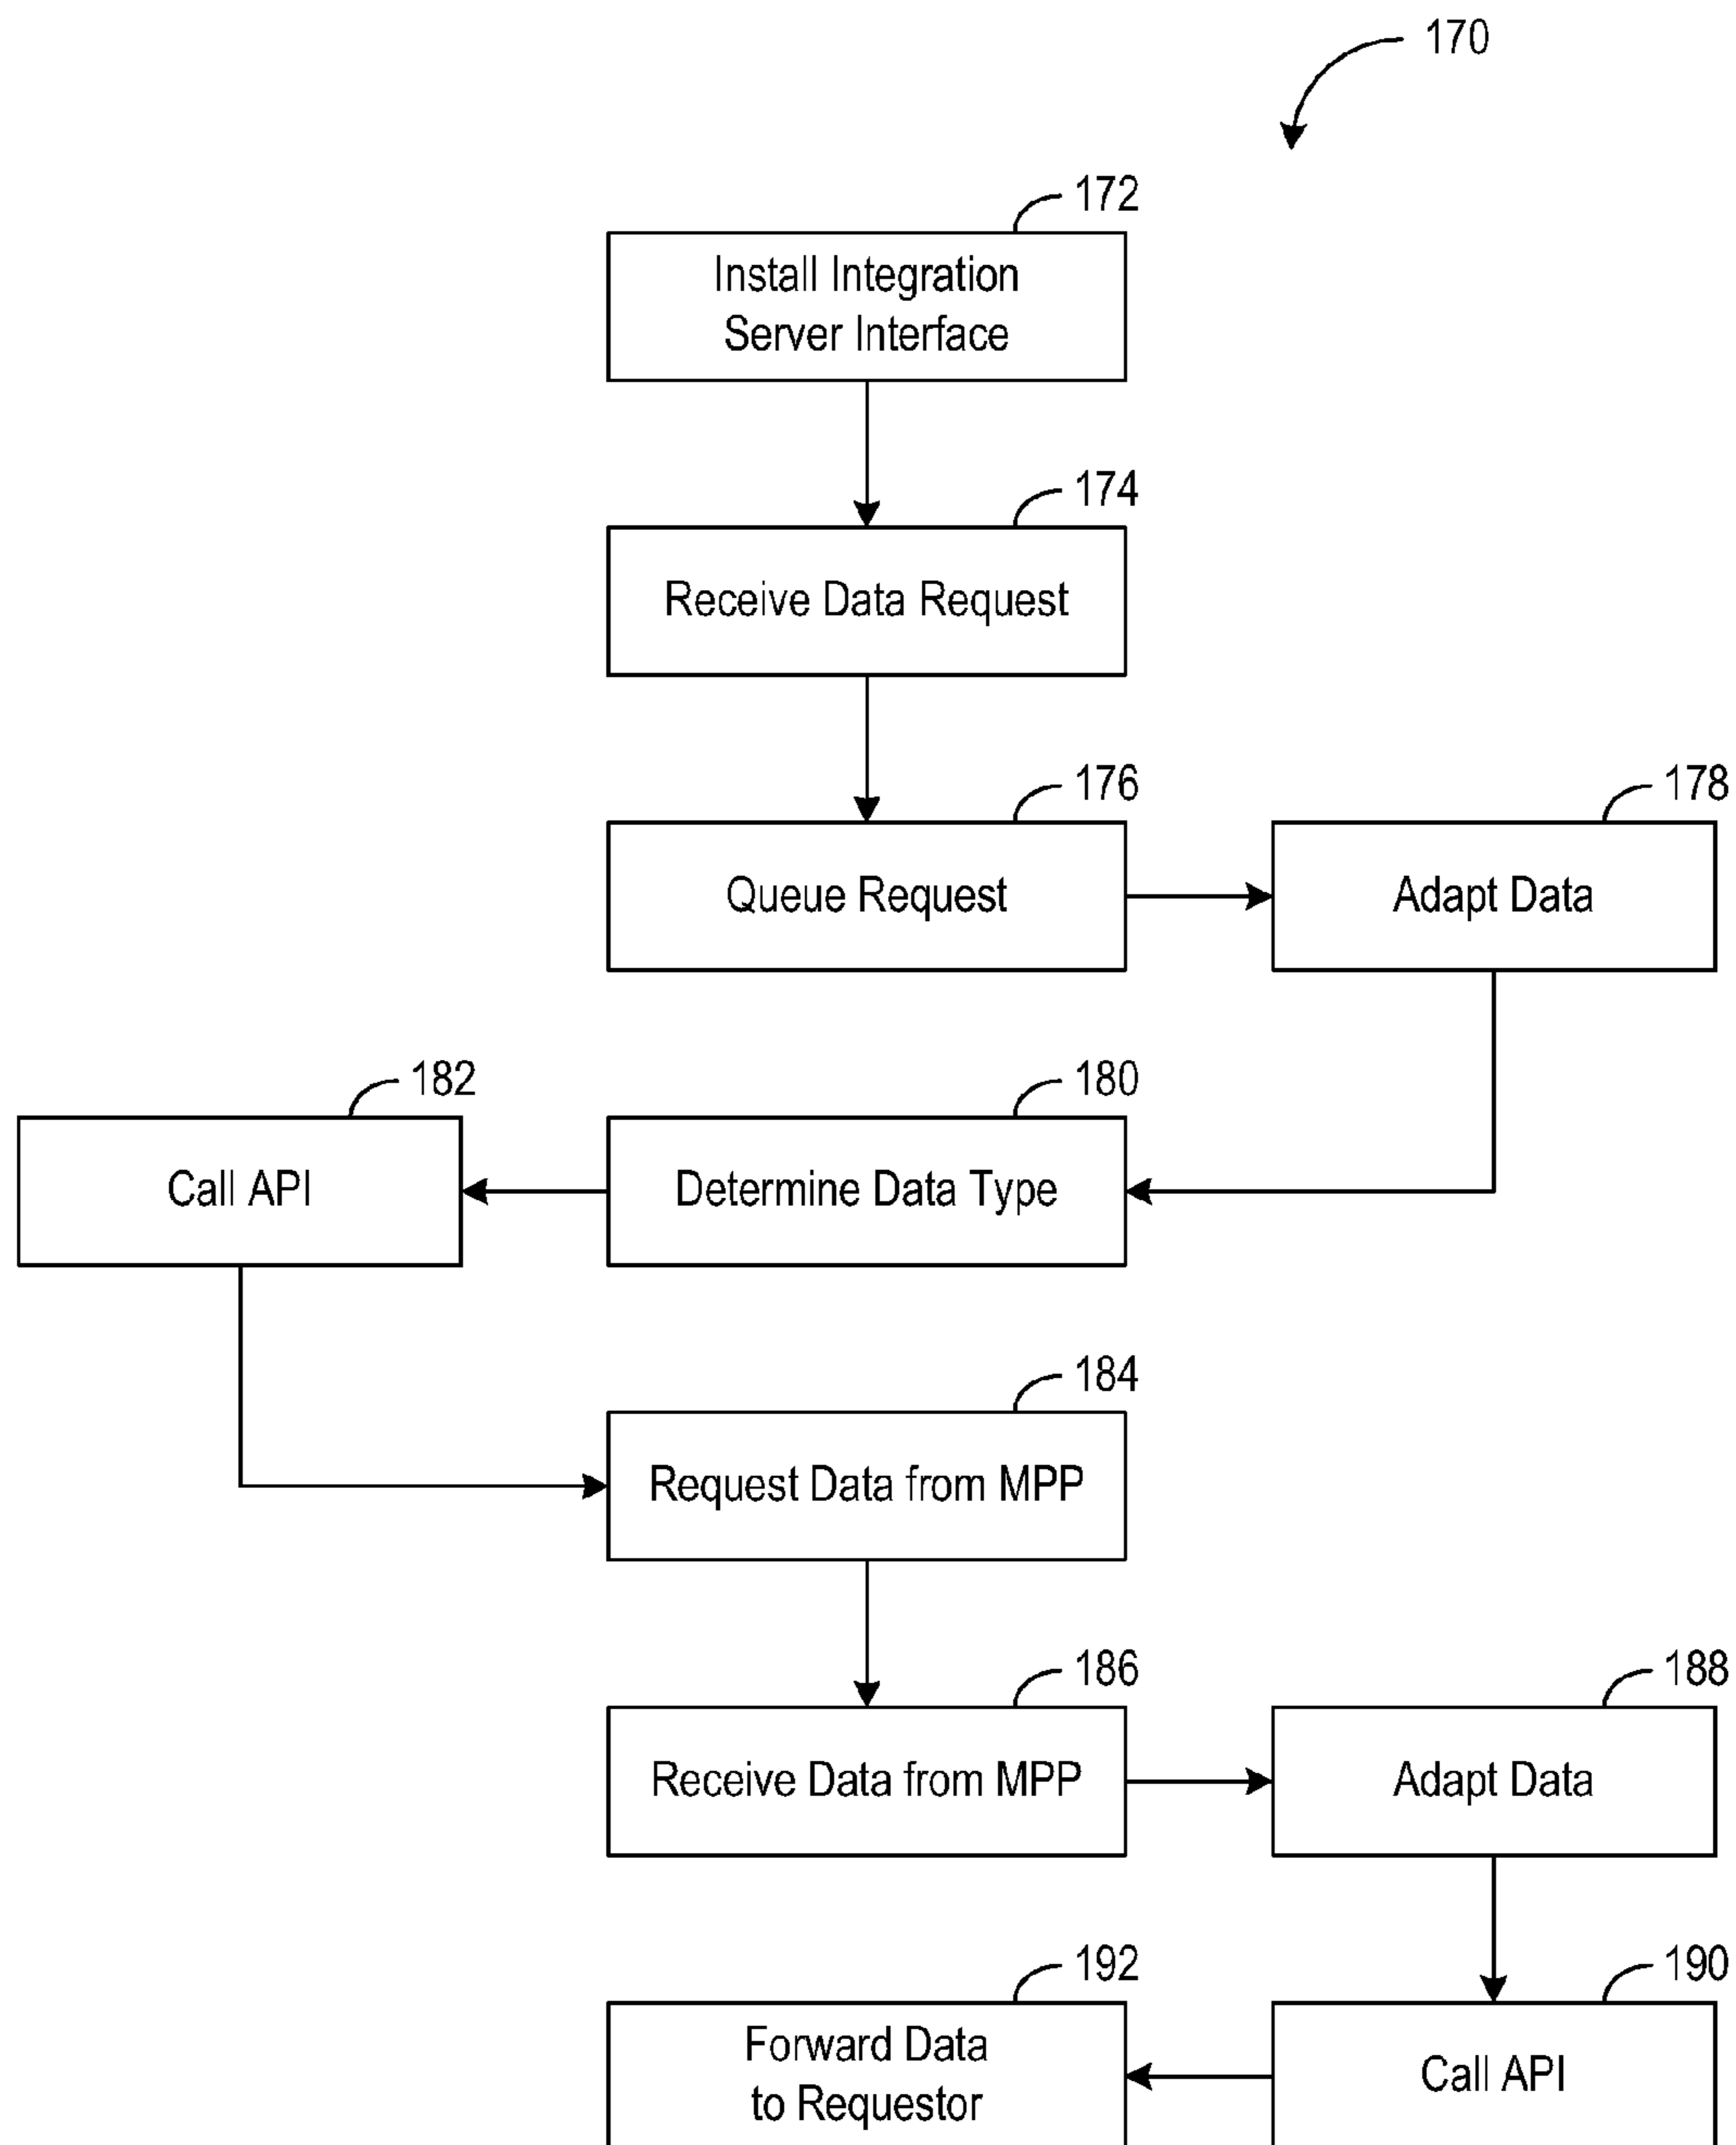 170
172
Install Integration
Server Interface
174
Receive Data Request
176
Queue Request
178
Adapt Data
182
Call API
180
Determine Data Type
184
Request Data from MPP
186
Receive Data from MPP
188
Adapt Data
192
Forward Data
to Requestor
190
Call API